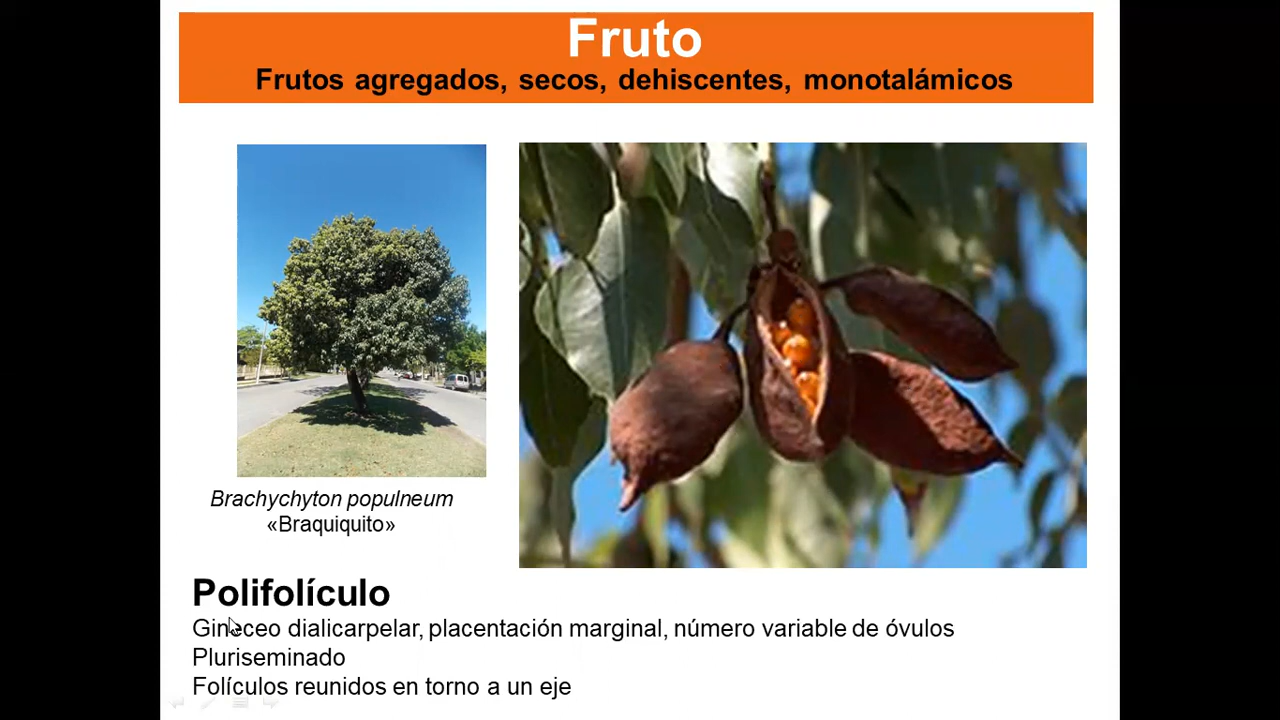 Fruto
Frutos agregados, secos, dehiscentes, monotalámicos
Brachychyton populneum
«Braquiquito»
Polifolículo
Gineceo dialicarpelar, placentación marginal, número variable de óvulos
Pluriseminado
Folículos reunidos en torno a un eje